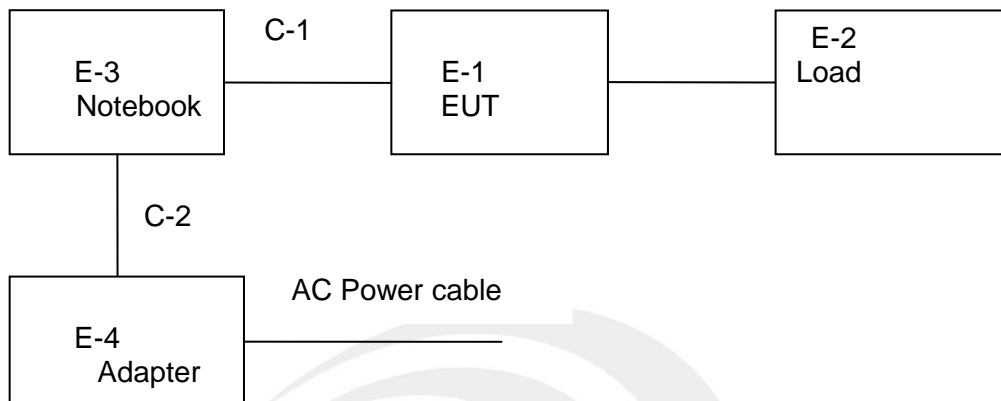 C-1
E-3
Notebook
E-1
EUT
E-2
Load
C-2
AC Power cable
E-4
Adapter